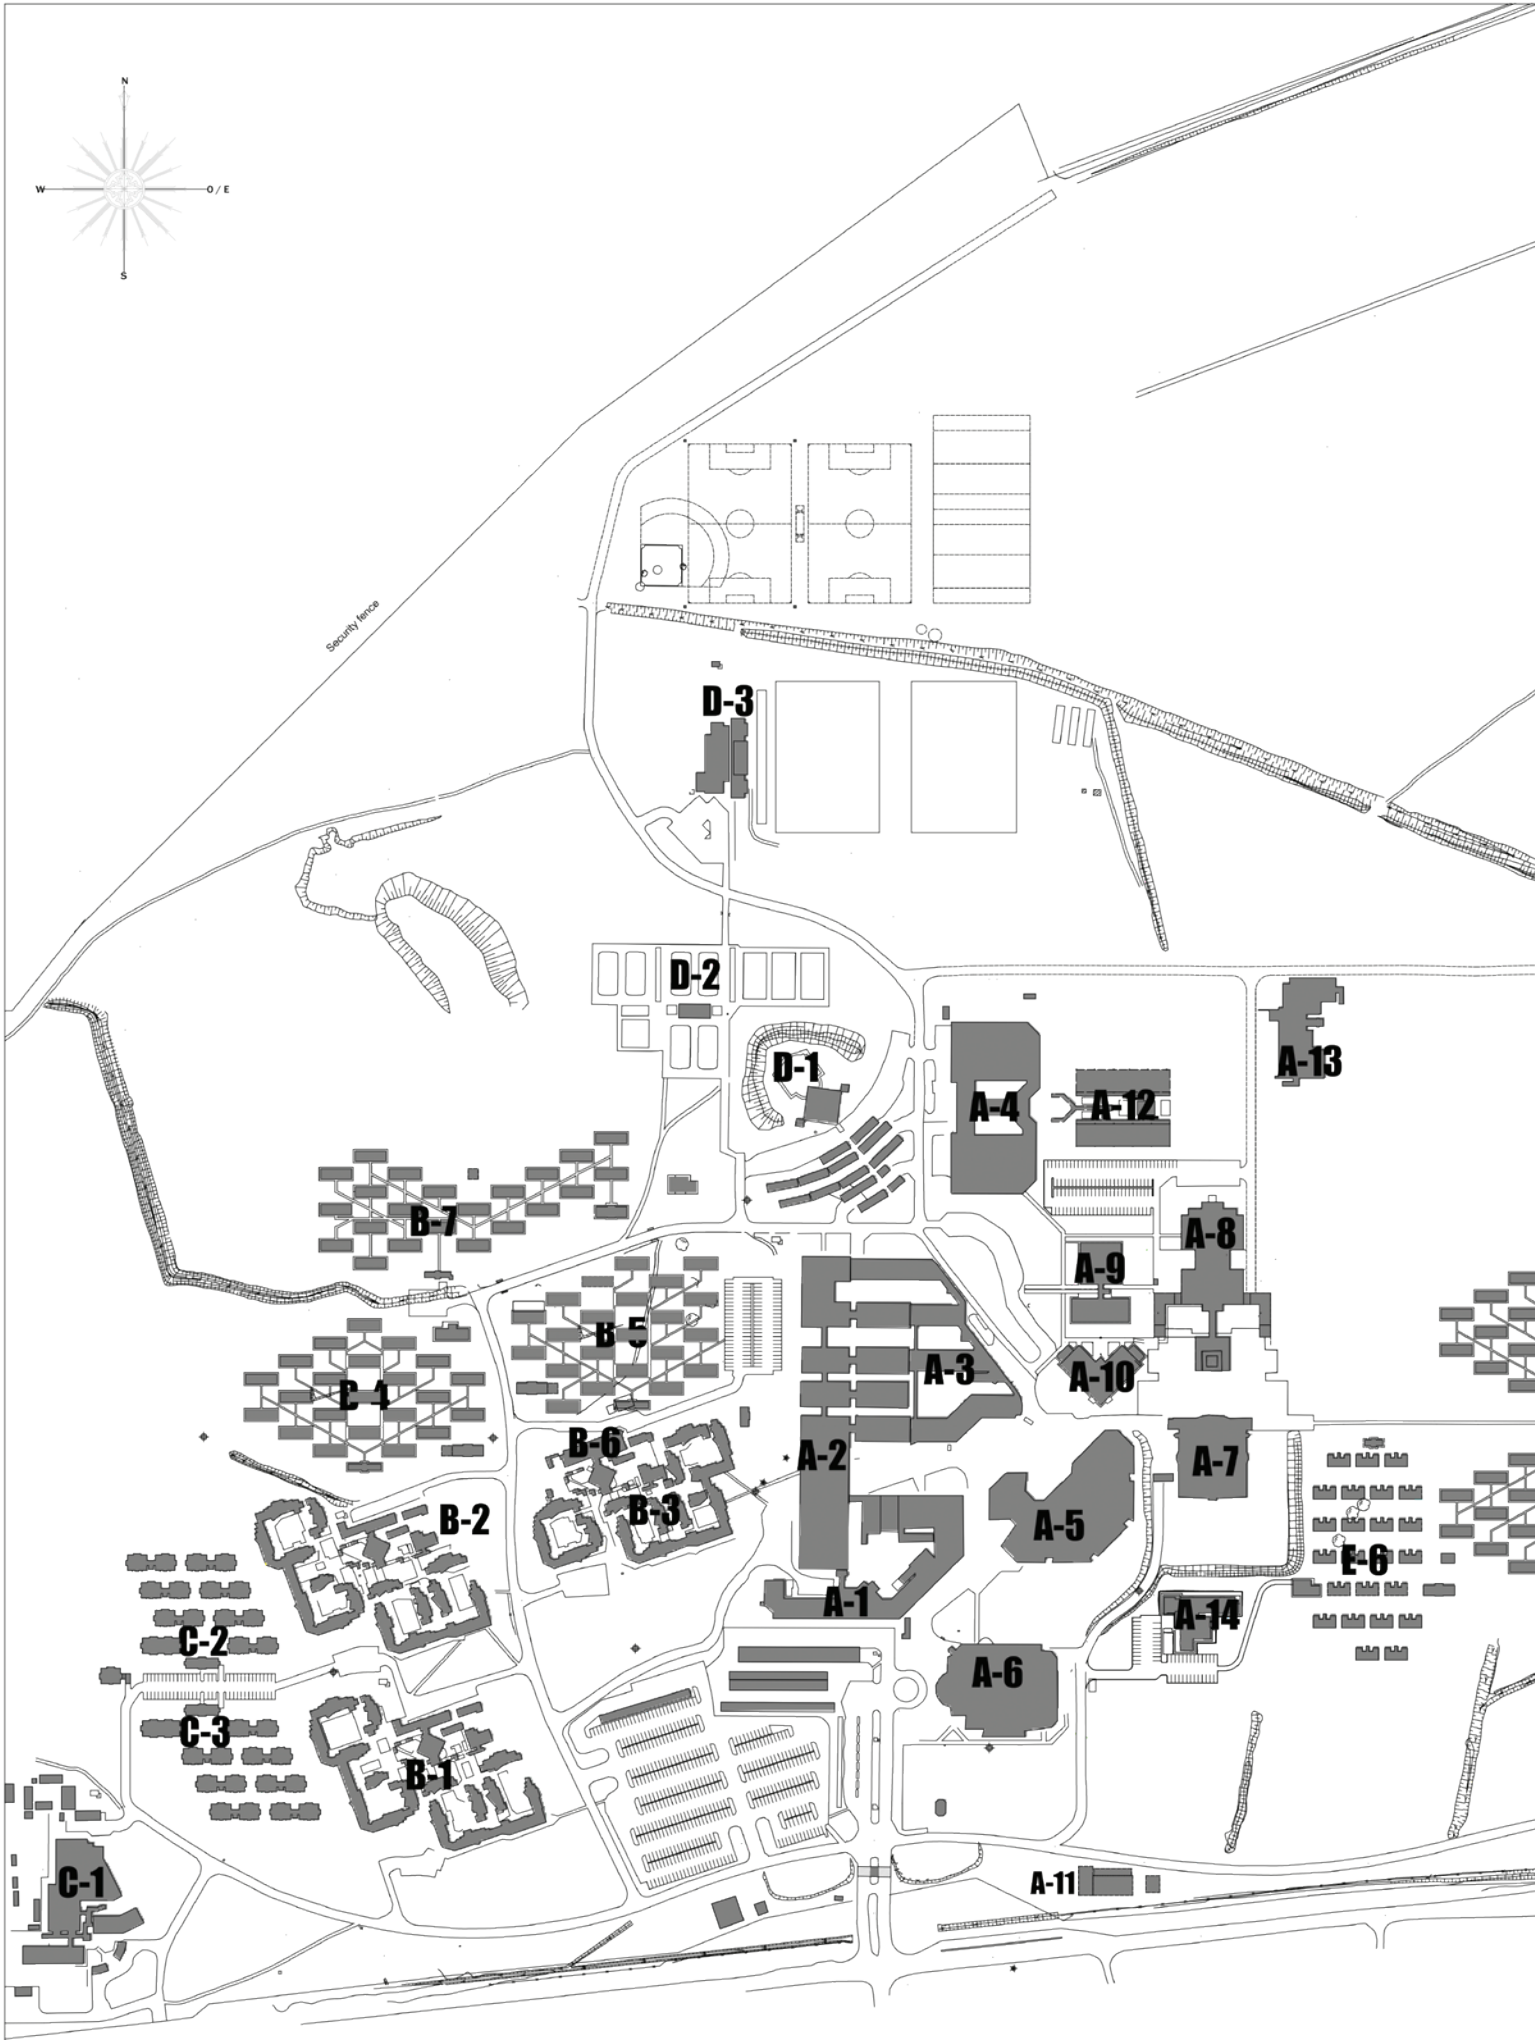 N
W
O / E
S
Security fence
D-3
D-2
D-1
A-13
A-4
A-12
B-7
A-8
A-9
B-5
A-3
A-10
B-4
B-6
A-2
A-7
B-3
B-2
A-5
E-6
A-1
A-14
C-2
A-6
C-3
B-1
C-1
A-11